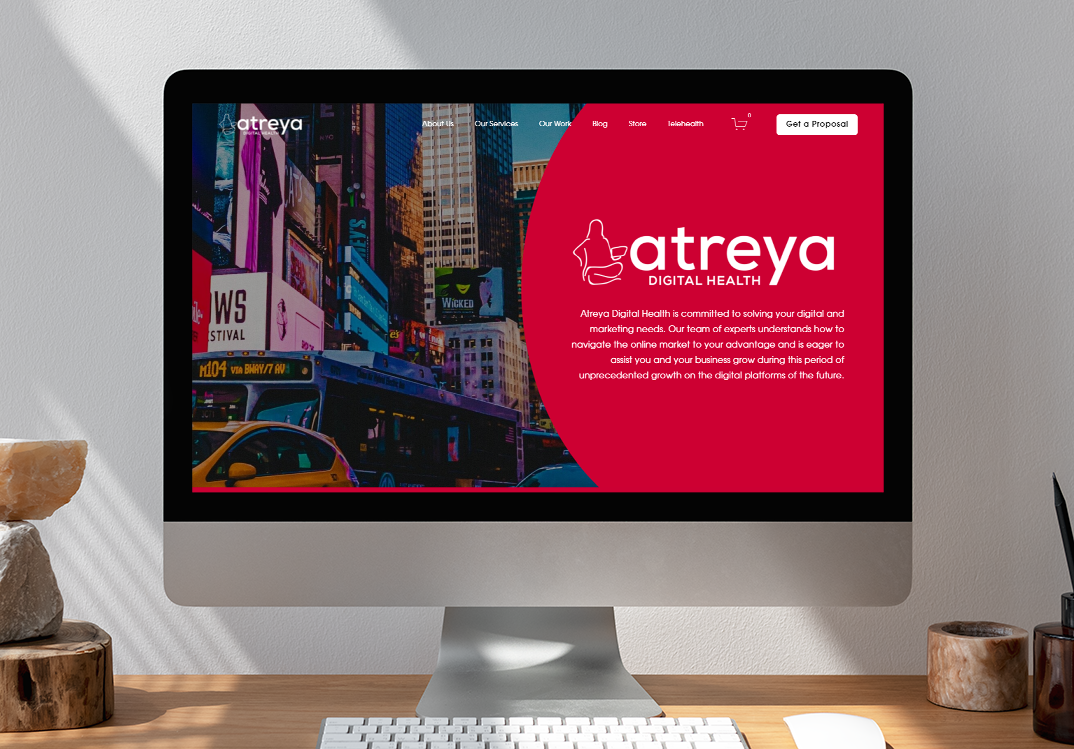 atreya
DIGITAL HEALTH
About Us
Our Services
Our Work
Blog
Store
Telehealth
0
Get a Proposal
atreya
DIGITAL HEALTH
Atreya Digital Health is committed to solving your digital and
marketing needs. Our team of experts understands how to
navigate the online market to your advantage and is eager to
assist you and your business grow during this period of
unprecedented growth on the digital platforms of the future.
WICKED
OWS
STIVAL
M104 VIA BWAY/7 AV